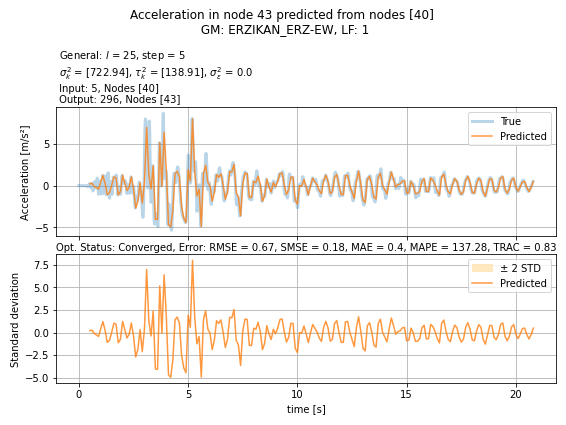 Acceleration in node 43 predicted from nodes [40]
GM: ERZIKAN_ERZ-EW, LF: 1
General: l = 25, step = 5
σ²ₖ = [722.94], τ²ₖ = [138.91], σ²ε = 0.0
Input: 5, Nodes [40]
Output: 296, Nodes [43]
Acceleration [m/s²]
5
0
−5
True
Predicted
Opt. Status: Converged, Error: RMSE = 0.67, SMSE = 0.18, MAE = 0.4, MAPE = 137.28, TRAC = 0.83
Standard deviation
7.5
5.0
2.5
0.0
−2.5
−5.0
± 2 STD
Predicted
0 5 10 15 20
time [s]